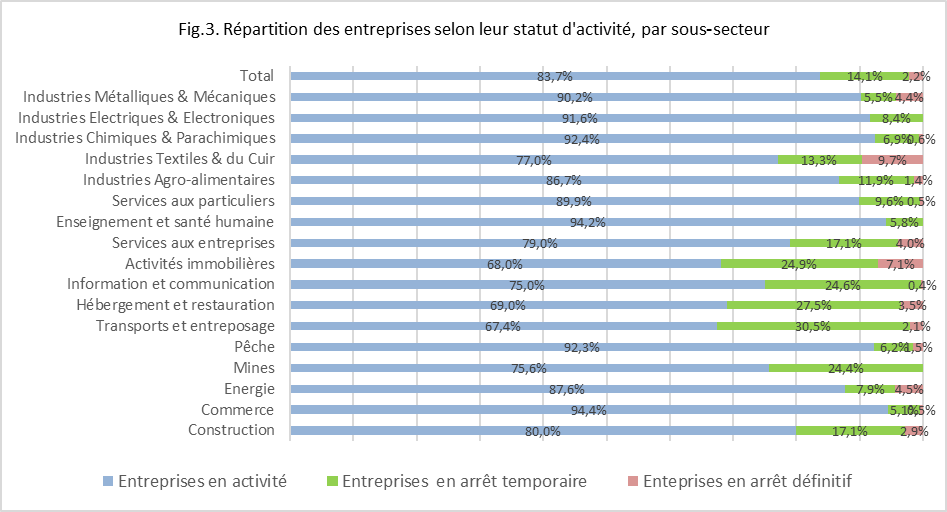 Fig.3. Répartition des entreprises selon leur statut d'activité, par sous-secteur
Total 83,7% 14,1% 2,2%
Industries Métalliques & Mécaniques 90,2% 5,5% 4,4%
Industries Electriques & Electroniques 91,6% 8,4%
Industries Chimiques & Parachimiques 92,4% 6,9% 0,6%
Industries Textiles & du Cuir 77,0% 13,3% 9,7%
Industries Agro-alimentaires 86,7% 11,9% 1,4%
Services aux particuliers 89,9% 9,6% 0,5%
Enseignement et santé humaine 94,2% 5,8%
Services aux entreprises 79,0% 17,1% 4,0%
Activités immobilières 68,0% 24,9% 7,1%
Information et communication 75,0% 24,6% 0,4%
Hébergement et restauration 69,0% 27,5% 3,5%
Transports et entreposage 67,4% 30,5% 2,1%
Pêche 92,3% 6,2% 1,5%
Mines 75,6% 24,4%
Energie 87,6% 7,9% 4,5%
Commerce 94,4% 5,1% 0,5%
Construction 80,0% 17,1% 2,9%
Entreprises en activité Entreprises en arrêt temporaire Enteprises en arrêt définitif